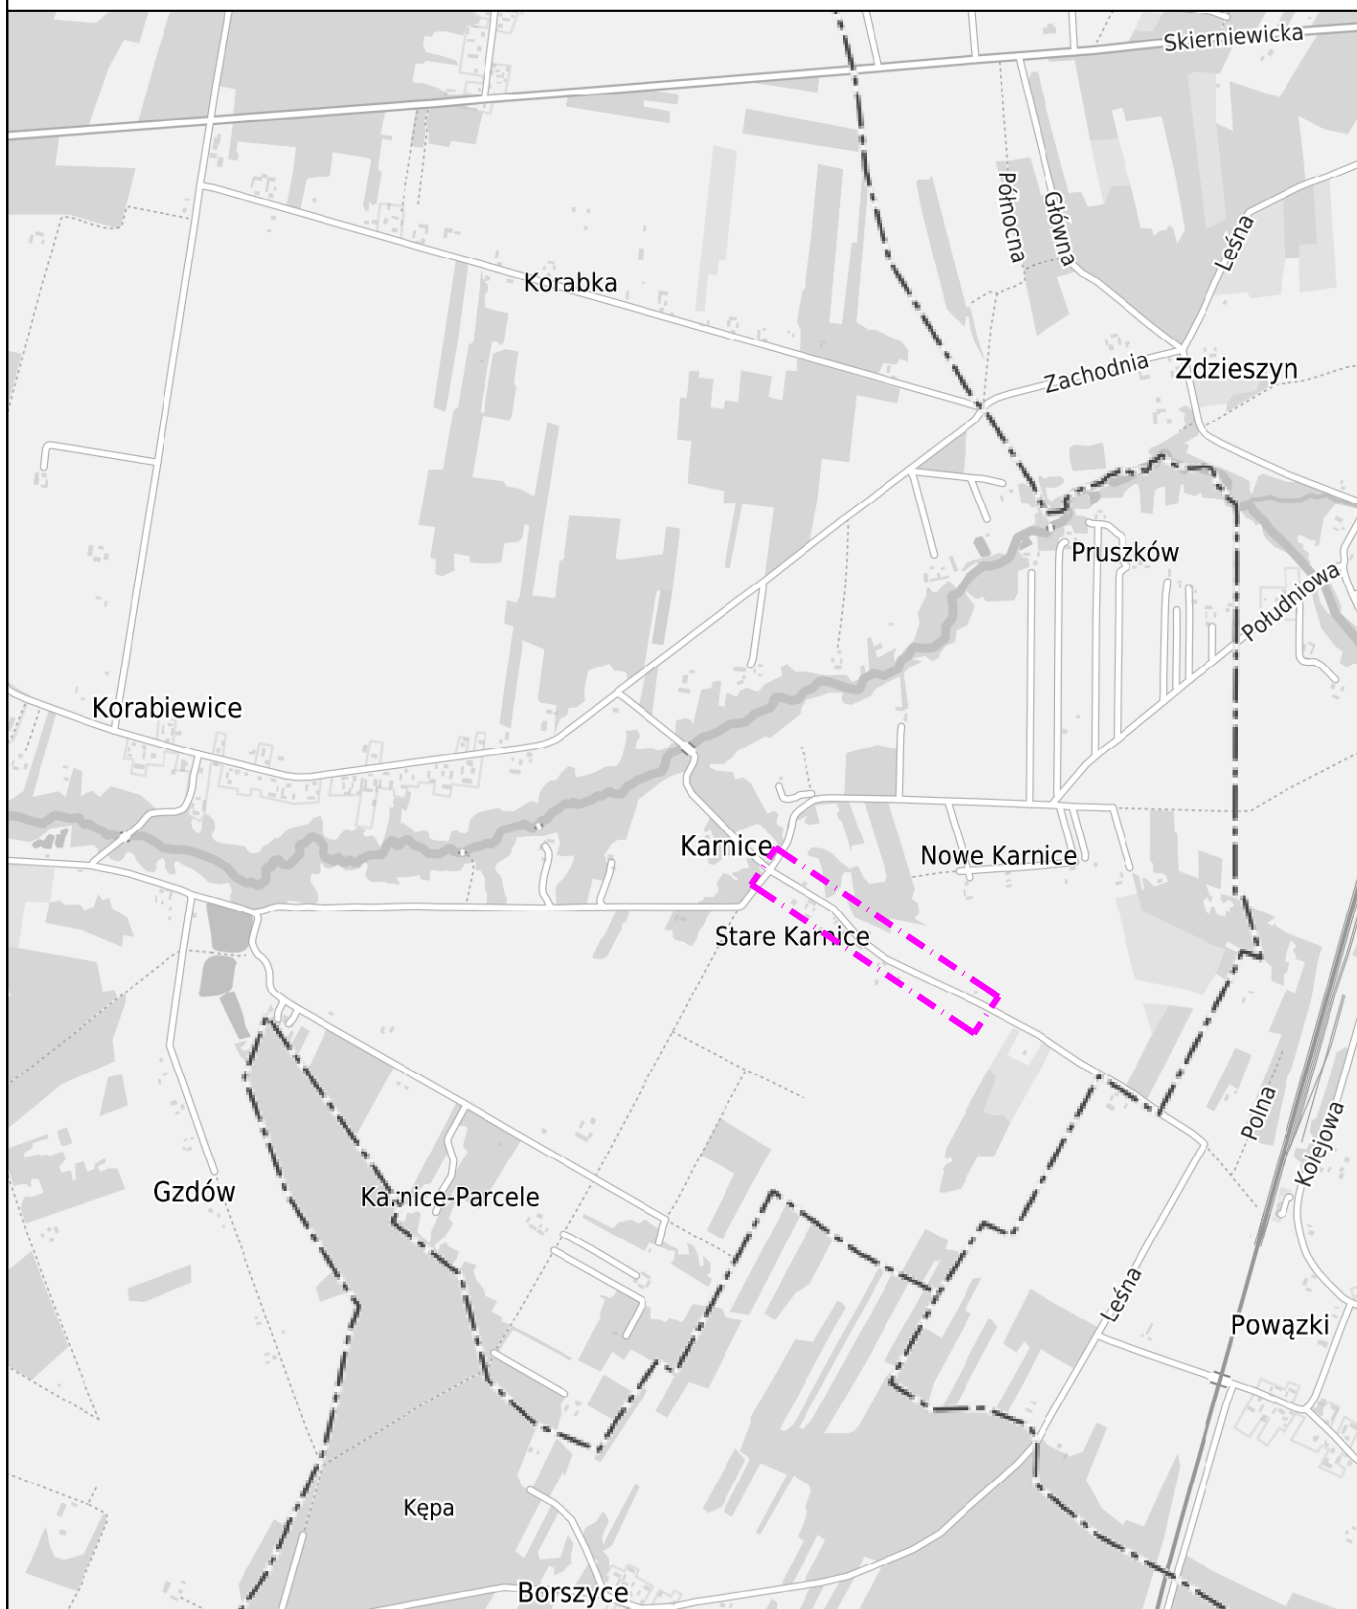 Skierniewicka
Północna
Główna
Leśna
Korabka
Zachodnia
Zdzieszyn
Pruszków
Południowa
Korabiewice
Karnice
Nowe Karnice
Stare Karnice
Polna
Kolejowa
Gzdów
Karnice-Parcele
Leśna
Powązki
Kępa
Borszyce